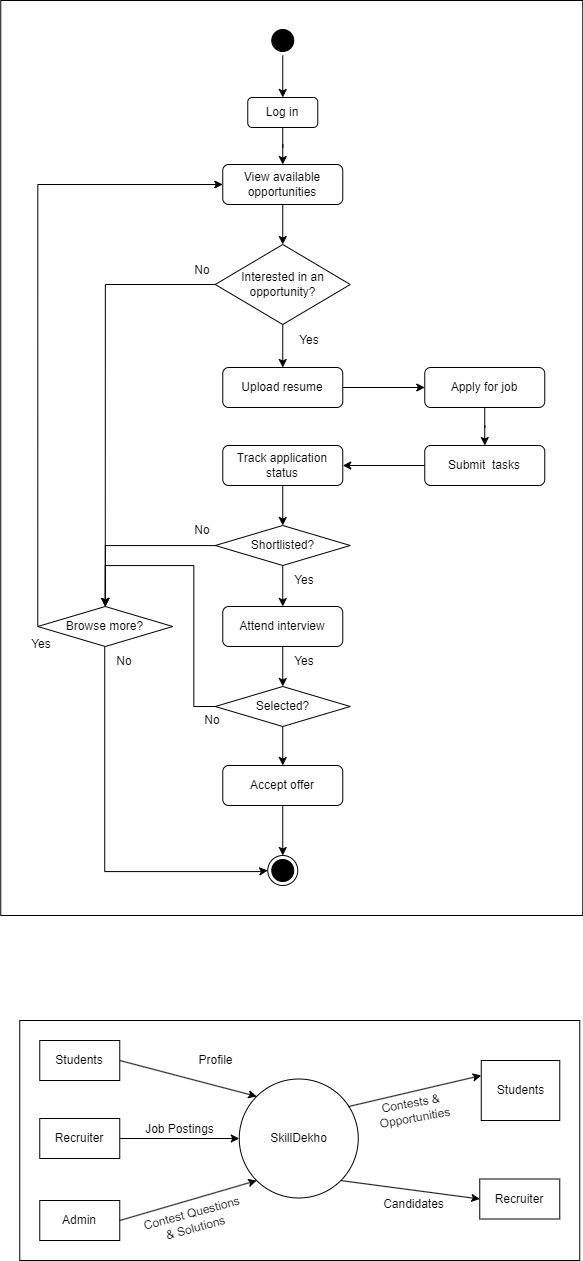 Log in
View available
opportunities
No
Interested in an
opportunity?
Yes
Upload resume
Apply for job
Track application
status
Submit tasks
No
Shortlisted?
Yes
Browse more?
Attend interview
Yes
No
Yes
Selected?
No
Accept offer
Students
Profile
Students
Contests &
Opportunities
Recruiter
Job Postings
SkillDekho
Admin
Contest Questions
& Solutions
Candidates
Recruiter